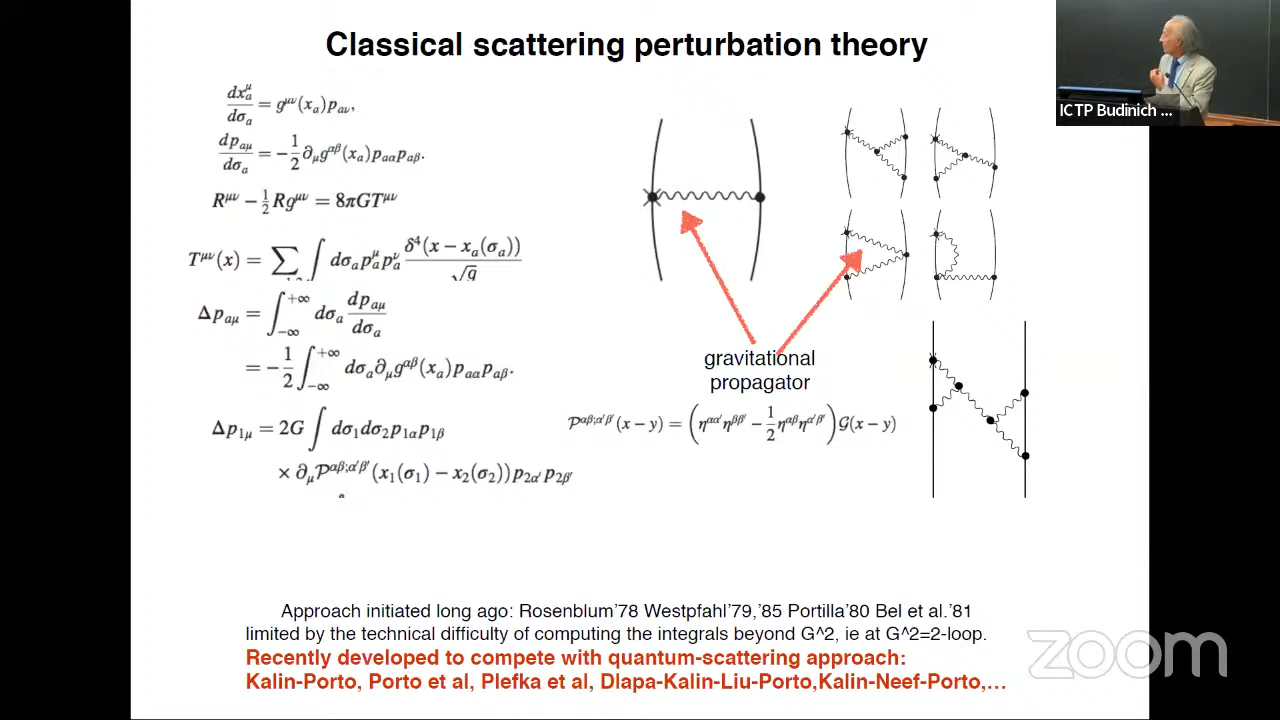 Classical scattering perturbation theory
ICTP Budinich ...
dx_a^μ/dσ_a = g^{μν}(x_a)p_{aν},
dp_{aμ}/dσ_a = −1/2 ∂_μ g^{αβ}(x_a)p_{aα}p_{aβ}.
R^{μν} − 1/2 Rg^{μν} = 8πGT^{μν}
T^{μν}(x) = ∑ ∫ dσ_a p_a^μ p_a^ν δ^4(x − x_a(σ_a))/√g
Δp_{aμ} = ∫_{−∞}^{+∞} dσ_a dp_{aμ}/dσ_a
= −1/2 ∫_{−∞}^{+∞} dσ_a ∂_μ g^{αβ}(x_a)p_{aα}p_{aβ}.
Δp_{1μ} = 2G ∫ dσ_1 dσ_2 p_{1α}p_{1β}
× ∂_μ 𝒫^{αβ;α′β′}(x_1(σ_1) − x_2(σ_2))p_{2α′}p_{2β′}
gravitational
propagator
𝒫^{αβ;α′β′}(x − y) = (η^{αα′}η^{ββ′} − 1/2 η^{αβ}η^{α′β′}) 𝒢(x − y)
Approach initiated long ago: Rosenblum'78 Westpfahl'79,'85 Portilla'80 Bel et al.'81
limited by the technical difficulty of computing the integrals beyond G^2, ie at G^2=2-loop.
Recently developed to compete with quantum-scattering approach:
Kalin-Porto, Porto et al, Plefka et al, Dlapa-Kalin-Liu-Porto,Kalin-Neef-Porto,…
zoom